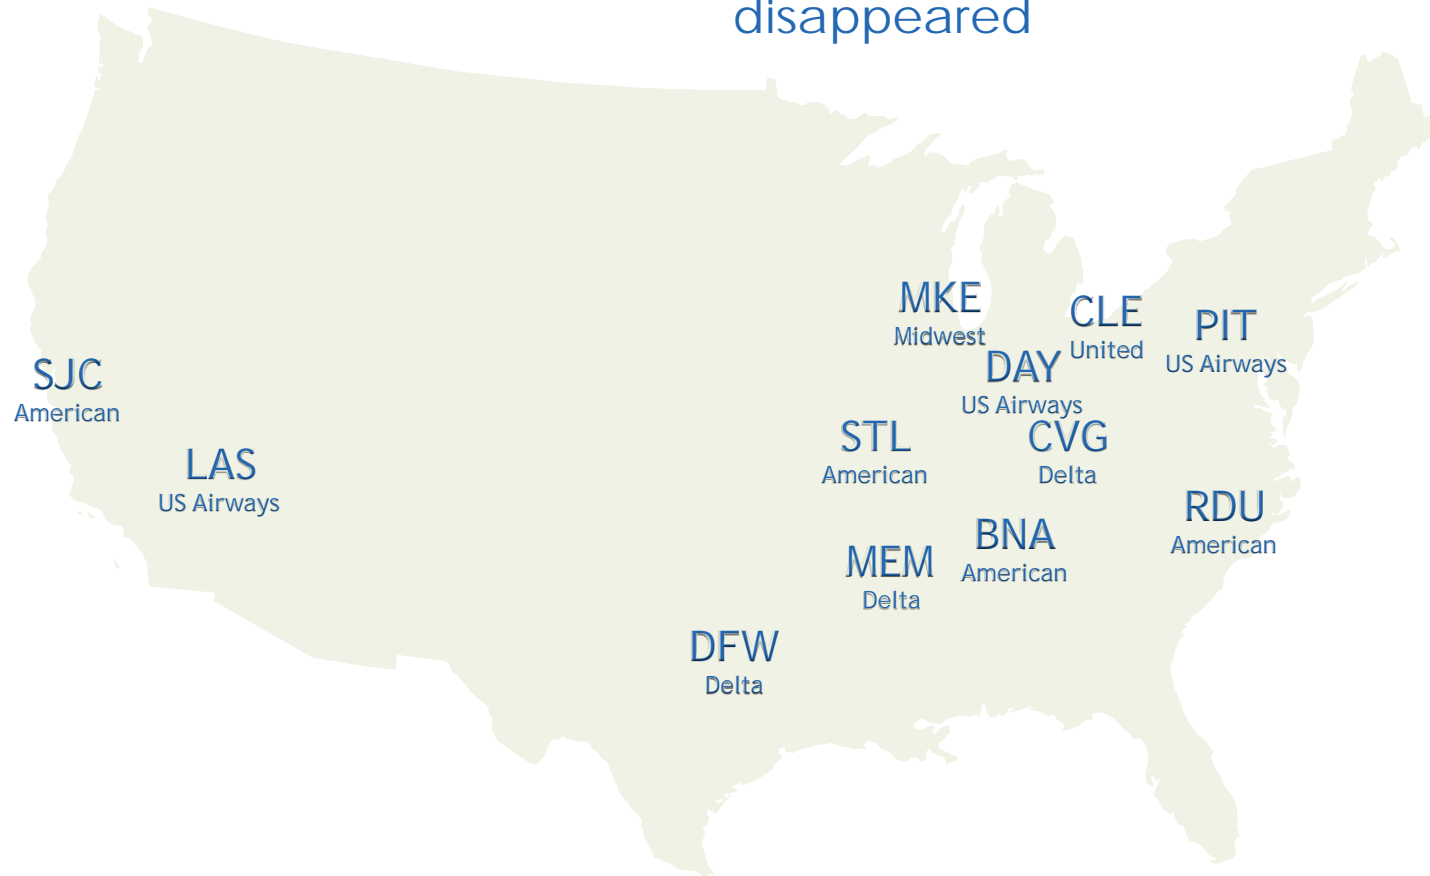 disappeared
MKE
Midwest
CLE
United
PIT
US Airways
DAY
US Airways
SJC
American
STL
American
CVG
Delta
LAS
US Airways
RDU
American
BNA
American
MEM
Delta
DFW
Delta